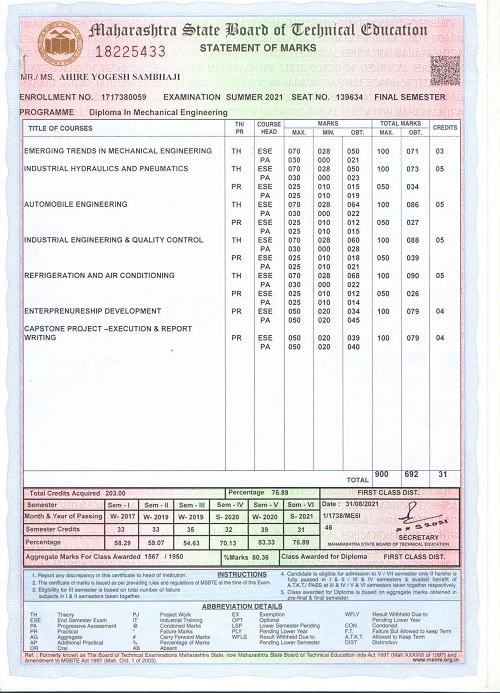 Maharashtra State Board of Technical Education
18225433
STATEMENT OF MARKS
MR./ MS. AHIRE YOGESH SAMBHAJI
ENROLLMENT NO. 1717380059 EXAMINATION SUMMER 2021 SEAT NO. 139634 FINAL SEMESTER
PROGRAMME Diploma In Mechanical Engineering
TITLE OF COURSES TH/ PR COURSE HEAD MARKS MAX. MIN. OBT. TOTAL MARKS MAX. OBT. CREDITS
EMERGING TRENDS IN MECHANICAL ENGINEERING TH ESE 070 028 050 100 071 03
PA 030 000 021
INDUSTRIAL HYDRAULICS AND PNEUMATICS TH ESE 070 028 050 100 073 05
PA 030 000 023
PR ESE 025 010 015 050 034
PA 025 010 019
AUTOMOBILE ENGINEERING TH ESE 070 028 064 100 086 05
PA 030 000 022
PR ESE 025 010 012 050 027
PA 025 010 015
INDUSTRIAL ENGINEERING & QUALITY CONTROL TH ESE 070 028 060 100 088 05
PA 030 000 028
PR ESE 025 010 018 050 039
PA 025 010 021
REFRIGERATION AND AIR CONDITIONING TH ESE 070 028 068 100 090 05
PA 030 000 022
PR ESE 025 010 012 050 026
PA 025 010 014
ENTERPRENURESHIP DEVELOPMENT PR ESE 050 020 034 100 079 04
PA 050 020 045
CAPSTONE PROJECT –EXECUTION & REPORT
WRITING PR ESE 050 020 039 100 079 04
PA 050 020 040
TOTAL 900 692 31
Total Credits Acquired 203.00 Percentage 76.89 FIRST CLASS DIST.
Semester Sem - I Sem - II Sem - III Sem - IV Sem - V Sem - VI Date : 31/08/2021
Month & Year of Passing W- 2017 W- 2019 W- 2019 S- 2020 W- 2020 S- 2021 1/1738/ME6I
Semester Credits 33 33 35 32 39 31 46
Percentage 58.29 59.07 54.63 70.13 83.33 76.89
SECRETARY
MAHARASHTRA STATE BOARD OF TECHNICAL EDUCATION
Aggregate Marks For Class Awarded 1567 / 1950 %Marks 80.36 Class Awarded for Diploma FIRST CLASS DIST.
INSTRUCTIONS
1. Report any discrepancy in this certificate to head of Institution.
2. This certificate of marks is issued as per prevailing rules and regulations of MSBTE at the time of this Exam.
3. Eligibility for III semester is based on total number of failure head of
subjects in I & II semesters taken together.
4. Candidate is eligible for admission to V / VII semester only if he/she is
fully passed in I & II / III & IV semesters & availed benefit of
A.T.K.T./ PASS at III & IV / V & VI semesters taken together respectively.
5. Class awarded for Diploma is based on aggregate marks obtained in
pre-final & final semester.
ABBREVIATION DETAILS
TH Theory PJ Project Work EX Exemption WFLY Result Withheld Due to
ESE End Semester Exam IT Industrial Training OPT Optional Pending Lower Year
PA Progressive Assessment @ Condoned Marks LSP Lower Semester Pending CON Condoned
PR Practical * Failure Marks PLY Pending Lower Year F.T. Failure But Allowed to keep Term
AG Aggregate # Carry Forward Marks WFLS Result Withheld Due to A.T.K.T. Allowed to Keep Term
AP Additional Practical % Percentage of Marks Pending Lower Semester DIST Distinction
OR Oral AB Absent
Ref. : Formerly known as The Board of Technical Examinations Maharashtra State, now Maharashtra State Board of Technical Education vide Act 1997 (Mah.XXXVIII of 1997) and
Amendment to MSBTE Act 1997 (Mah. Ord. 1 of 2003) www.msbte.org.in